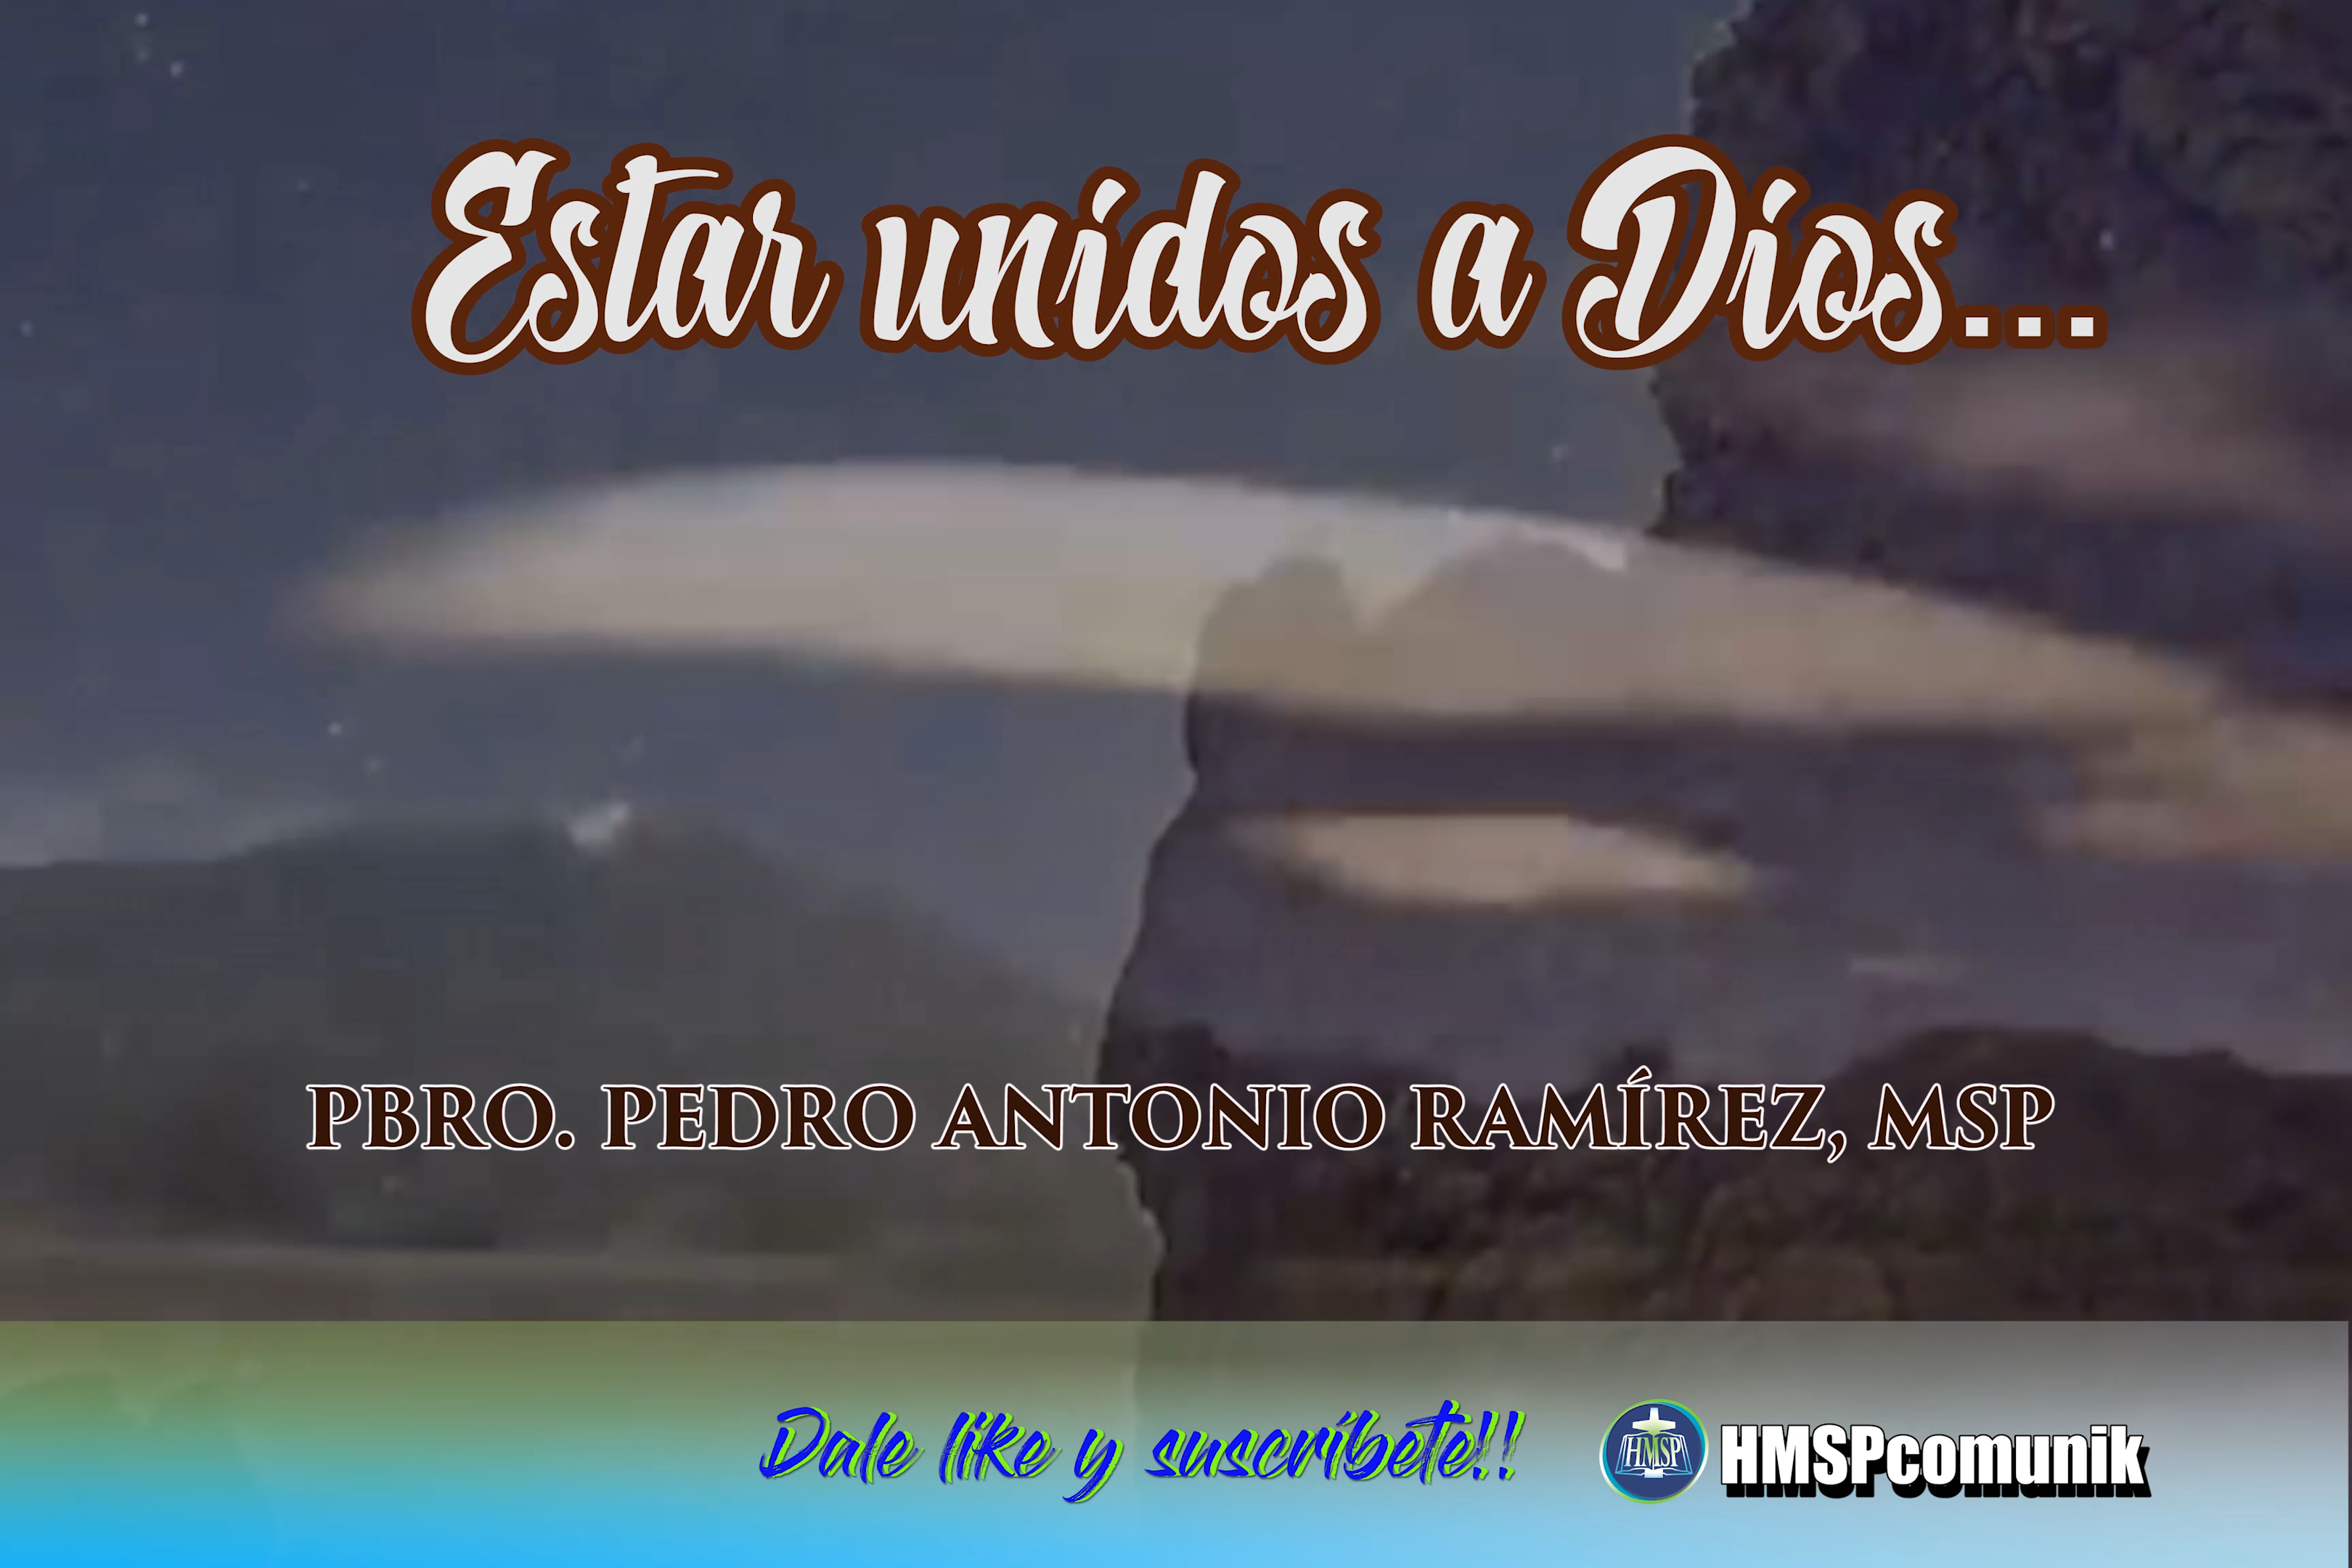 Estar unidos a Dios...
PBRO. PEDRO ANTONIO RAMÍREZ, MSP
Dale like y suscríbete!!
HMSP
HMSPcomunik